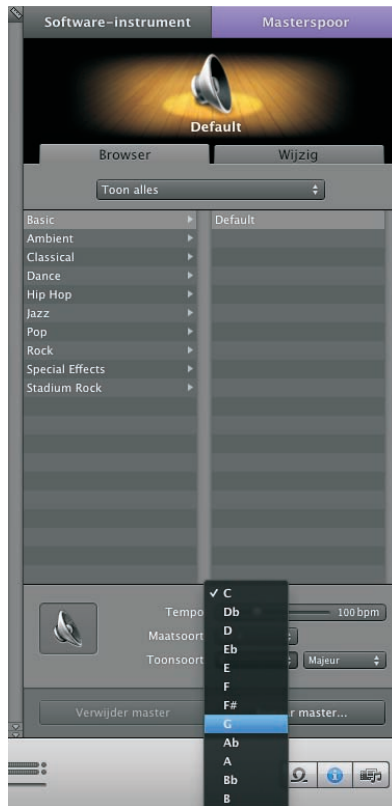 Software-instrument Masterspoor
Default
Browser Wijzig
Toon alles
Basic Default
Ambient
Classical
Dance
Hip Hop
Jazz
Pop
Rock
Special Effects
Stadium Rock
✓ C
Tempo Db 100 bpm
D
Maatsoort
Eb
Toonsoort E Majeur
F
F#
Verwijder master G master...
Ab
A
Bb
B